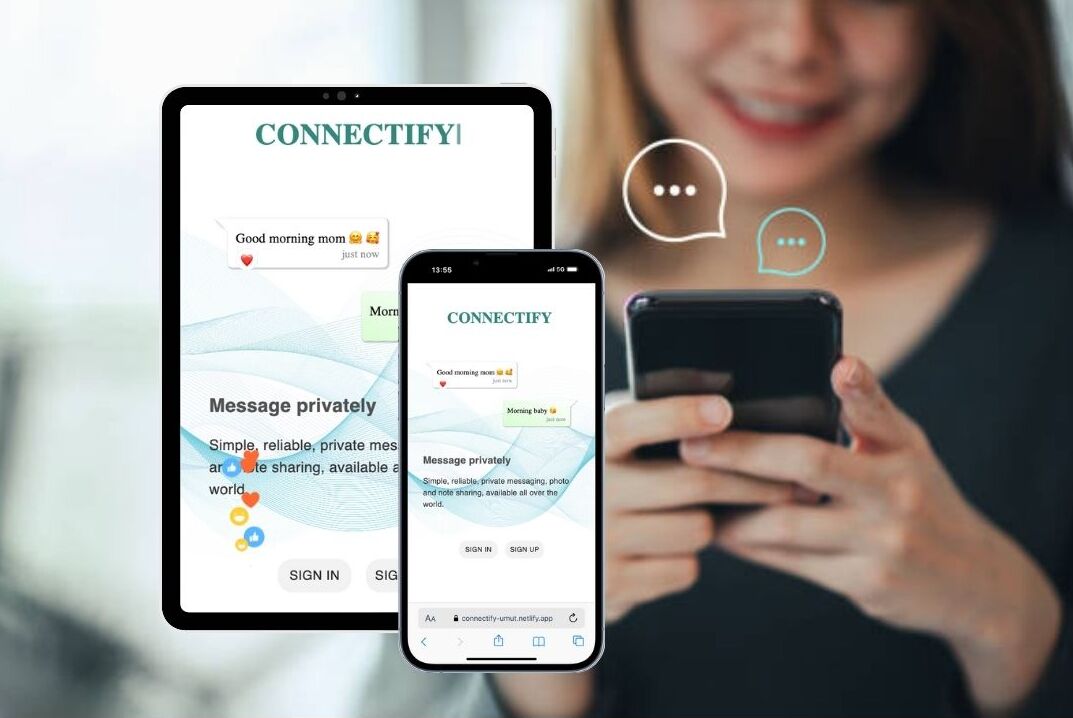 CONNECTIFY
Good morning mom 🤗 🥰
just now
❤️
Morn
Message privately
Simple, reliable, private mes
te sharing, available a
world
SIGN IN
SIG
13:55
5G
CONNECTIFY
Good morning mom 🤗 🥰
just now
❤️
Morning baby 😘
just now
Message privately
Simple, reliable, private messaging, photo
and note sharing, available all over the
world.
SIGN IN
SIGN UP
AA
connectify-umut.netlify.app